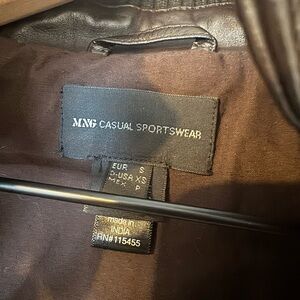 MNG CASUAL SPORTSWEAR
EUR S
D-USA XS
MEX P
made in
INDIA
RN# 115455